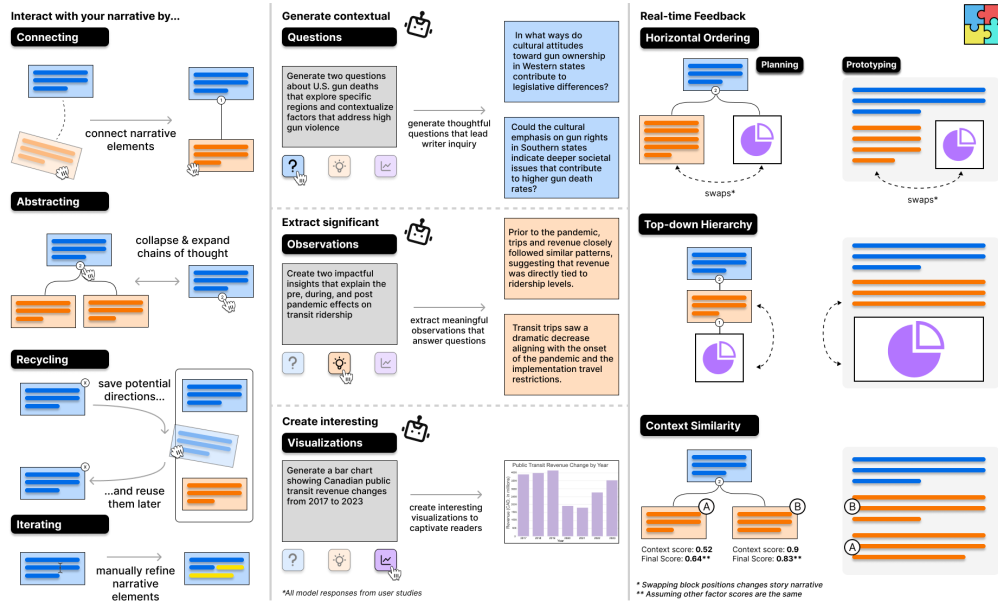 Interact with your narrative by...
Connecting
1
connect narrative
elements
Abstracting
2
collapse & expand
chains of thought
2
Recycling
x
save potential
directions...
x
...and reuse
them later
Iterating
manually refine
narrative
elements
Generate contextual
Questions
Generate two questions
about U.S. gun deaths
that explore specific
regions and contextualize
factors that address high
gun violence
?
generate thoughtful
questions that lead
writer inquiry
In what ways do
cultural attitudes
toward gun ownership
in Western states
contribute to
legislative differences?
Could the cultural
emphasis on gun rights
in Southern states
indicate deeper societal
issues that contribute
to higher gun death
rates?
Extract significant
Observations
Create two impactful
insights that explain the
pre, during, and post
pandemic effects on
transit ridership
?
extract meaningful
observations that
answer questions
Prior to the pandemic,
trips and revenue closely
followed similar patterns,
suggesting that revenue
was directly tied to
ridership levels.
Transit trips saw a
dramatic decrease
aligning with the onset
of the pandemic and the
implementation travel
restrictions.
Create interesting
Visualizations
Generate a bar chart
showing Canadian public
transit revenue changes
from 2017 to 2023
?
create interesting
visualizations to
captivate readers
Public Transit Revenue Change by Year
Revenue (CAD, in millions)
Year
*All model responses from user studies
Real-time Feedback
Horizontal Ordering
2
Planning
swaps*
Prototyping
swaps*
Top-down Hierarchy
2
1
Context Similarity
2
A
B
Context score: 0.52
Final Score: 0.64**
Context score: 0.9
Final Score: 0.83**
B
A
* Swapping block positions changes story narrative
** Assuming other factor scores are the same